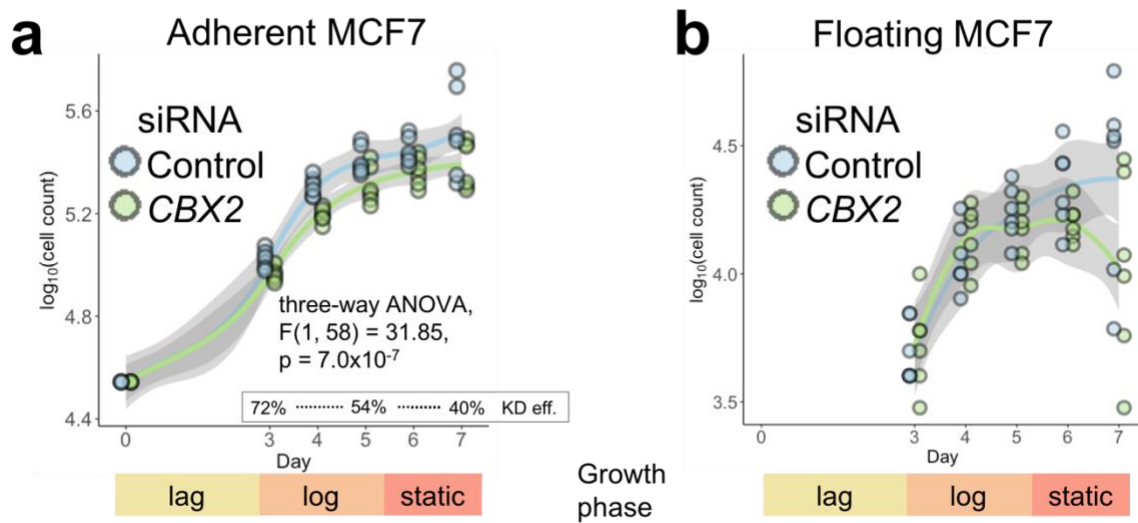 a
Adherent MCF7
log10(cell count)
5.6
5.2
4.8
4.4
siRNA
Control
CBX2
three-way ANOVA,
F(1, 58) = 31.85,
p = 7.0x10-7
72% ........ 54% ........ 40% KD eff.
0 3 4 5 6 7
Day
lag log static
Growth
phase
b
Floating MCF7
log10(cell count)
4.5
4.0
3.5
siRNA
Control
CBX2
0 3 4 5 6 7
Day
lag log static